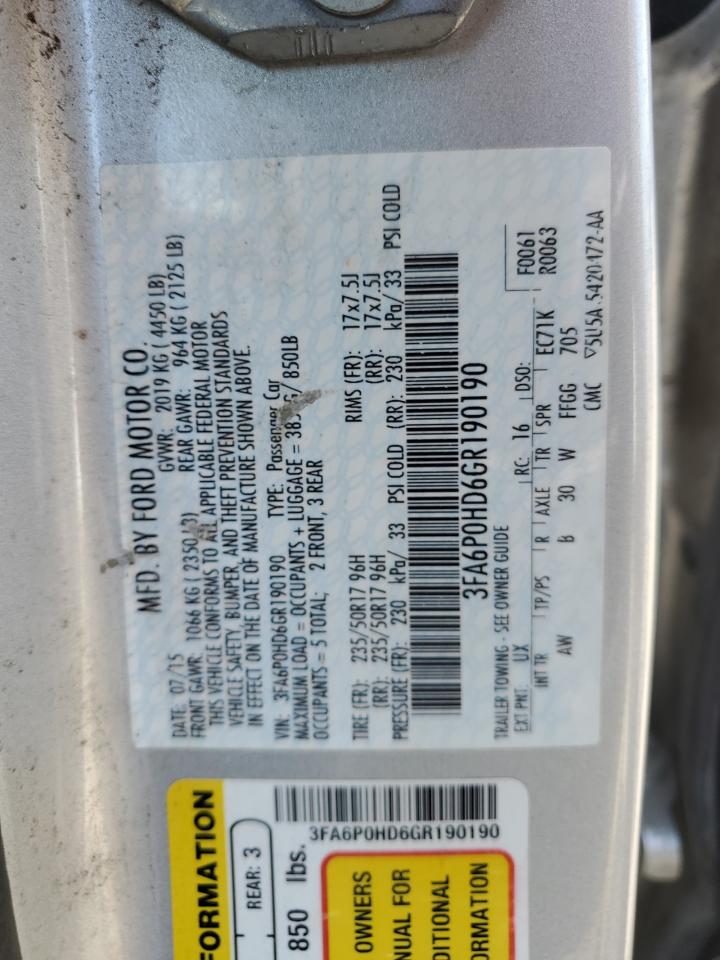 MFD. BY FORD MOTOR CO.
DATE: 07/15 GVWR: 2019 KG ( 4450 LB)
FRONT GAWR: 1066 KG ( 2350 LB) REAR GAWR: 964 KG ( 2125 LB)
THIS VEHICLE CONFORMS TO ALL APPLICABLE FEDERAL MOTOR
VEHICLE SAFETY, BUMPER, AND THEFT PREVENTION STANDARDS
IN EFFECT ON THE DATE OF MANUFACTURE SHOWN ABOVE.
VIN: 3FA6P0HD6GR190190 TYPE: Passenger Car
MAXIMUM LOAD = OCCUPANTS + LUGGAGE = / 850LB
OCCUPANTS = 5 TOTAL; 2 FRONT, 3 REAR
TIRE (FR): 235/50R17 96H RIMS (FR): 17x7.5J
(RR): 235/50R17 96H (RR): 17x7.5J
PRESSURE (FR): 230 kPa/ 33 PSI COLD (RR): 230 kPa/ 33 PSI COLD
3FA6P0HD6GR190190
TRAILER TOWING - SEE OWNER GUIDE
F0061
R0063
EXT PNT: UX RC: 16 DSO: EC71K
INT TR TP/PS R AXLE TR SPR
AW B 30 W FFGG 705
CMC ▽5U5A 5420472-AA
FORMATION
REAR: 3
850 lbs.
3FA6P0HD6GR190190
OWNERS
NUAL FOR
DITIONAL
ORMATION